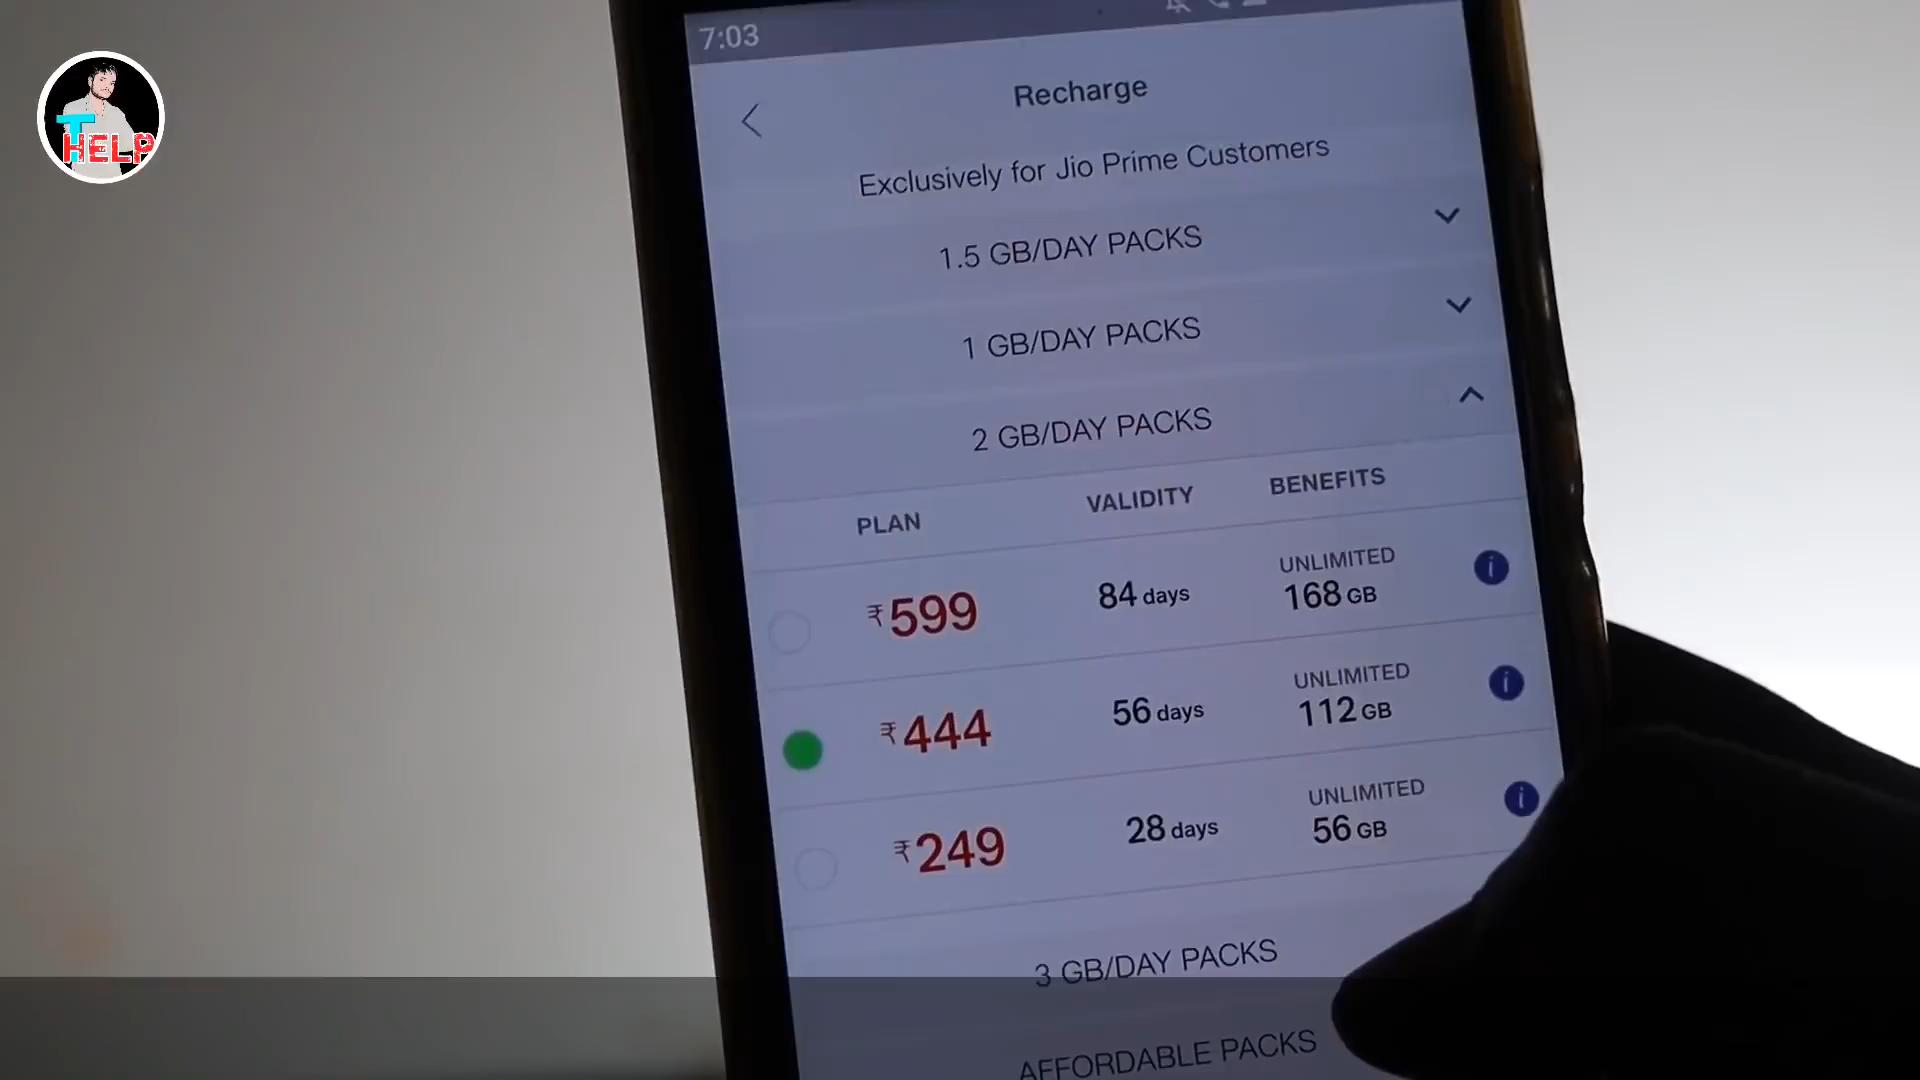 7:03
T
HELP
Recharge
Exclusively for Jio Prime Customers
1.5 GB/DAY PACKS
1 GB/DAY PACKS
2 GB/DAY PACKS
PLAN VALIDITY BENEFITS
₹599 84 days UNLIMITED 168 GB
₹444 56 days UNLIMITED 112 GB
₹249 28 days UNLIMITED 56 GB
3 GB/DAY PACKS
AFFORDABLE PACKS